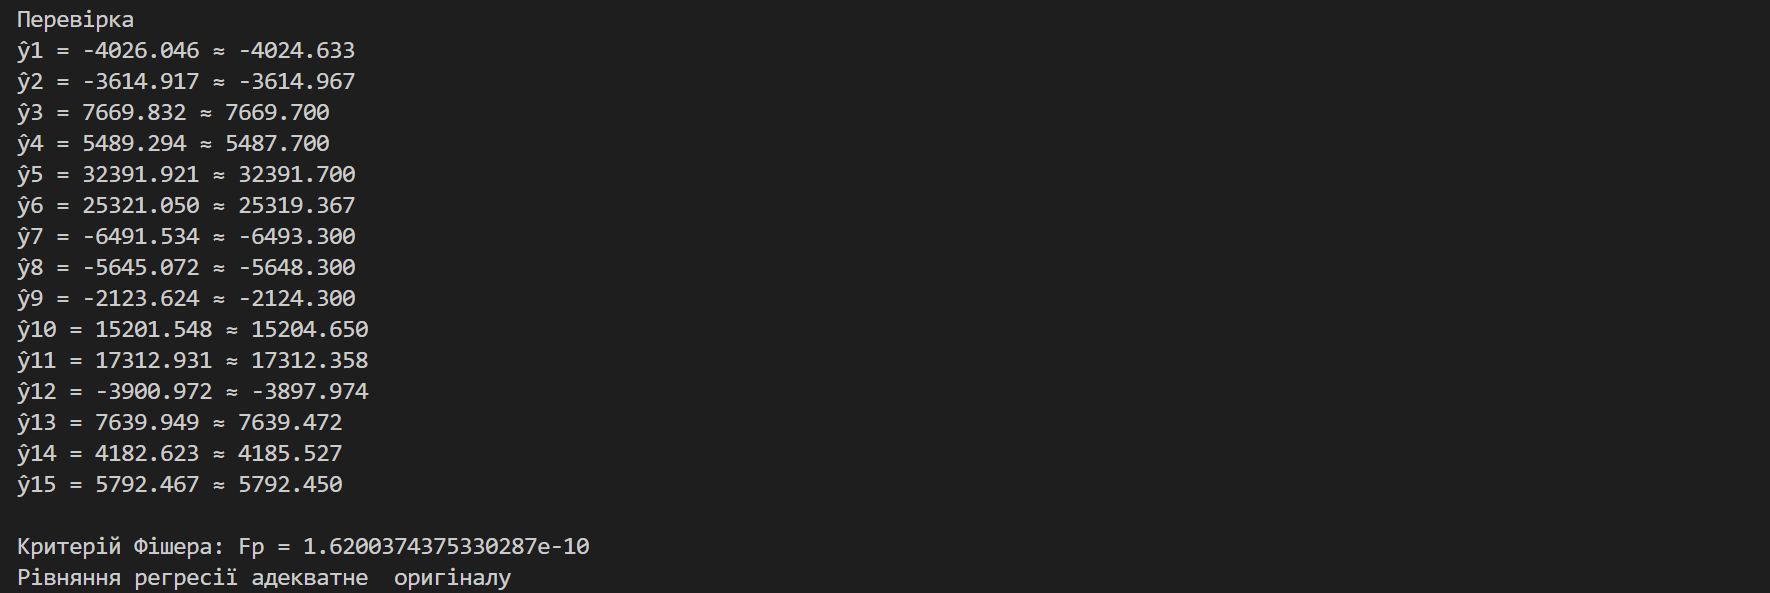 Перевірка
ŷ1 = -4026.046 ≈ -4024.633
ŷ2 = -3614.917 ≈ -3614.967
ŷ3 = 7669.832 ≈ 7669.700
ŷ4 = 5489.294 ≈ 5487.700
ŷ5 = 32391.921 ≈ 32391.700
ŷ6 = 25321.050 ≈ 25319.367
ŷ7 = -6491.534 ≈ -6493.300
ŷ8 = -5645.072 ≈ -5648.300
ŷ9 = -2123.624 ≈ -2124.300
ŷ10 = 15201.548 ≈ 15204.650
ŷ11 = 17312.931 ≈ 17312.358
ŷ12 = -3900.972 ≈ -3897.974
ŷ13 = 7639.949 ≈ 7639.472
ŷ14 = 4182.623 ≈ 4185.527
ŷ15 = 5792.467 ≈ 5792.450
Критерій Фішера: Fp = 1.6200374375330287e-10
Рівняння регресії адекватне  оригіналу